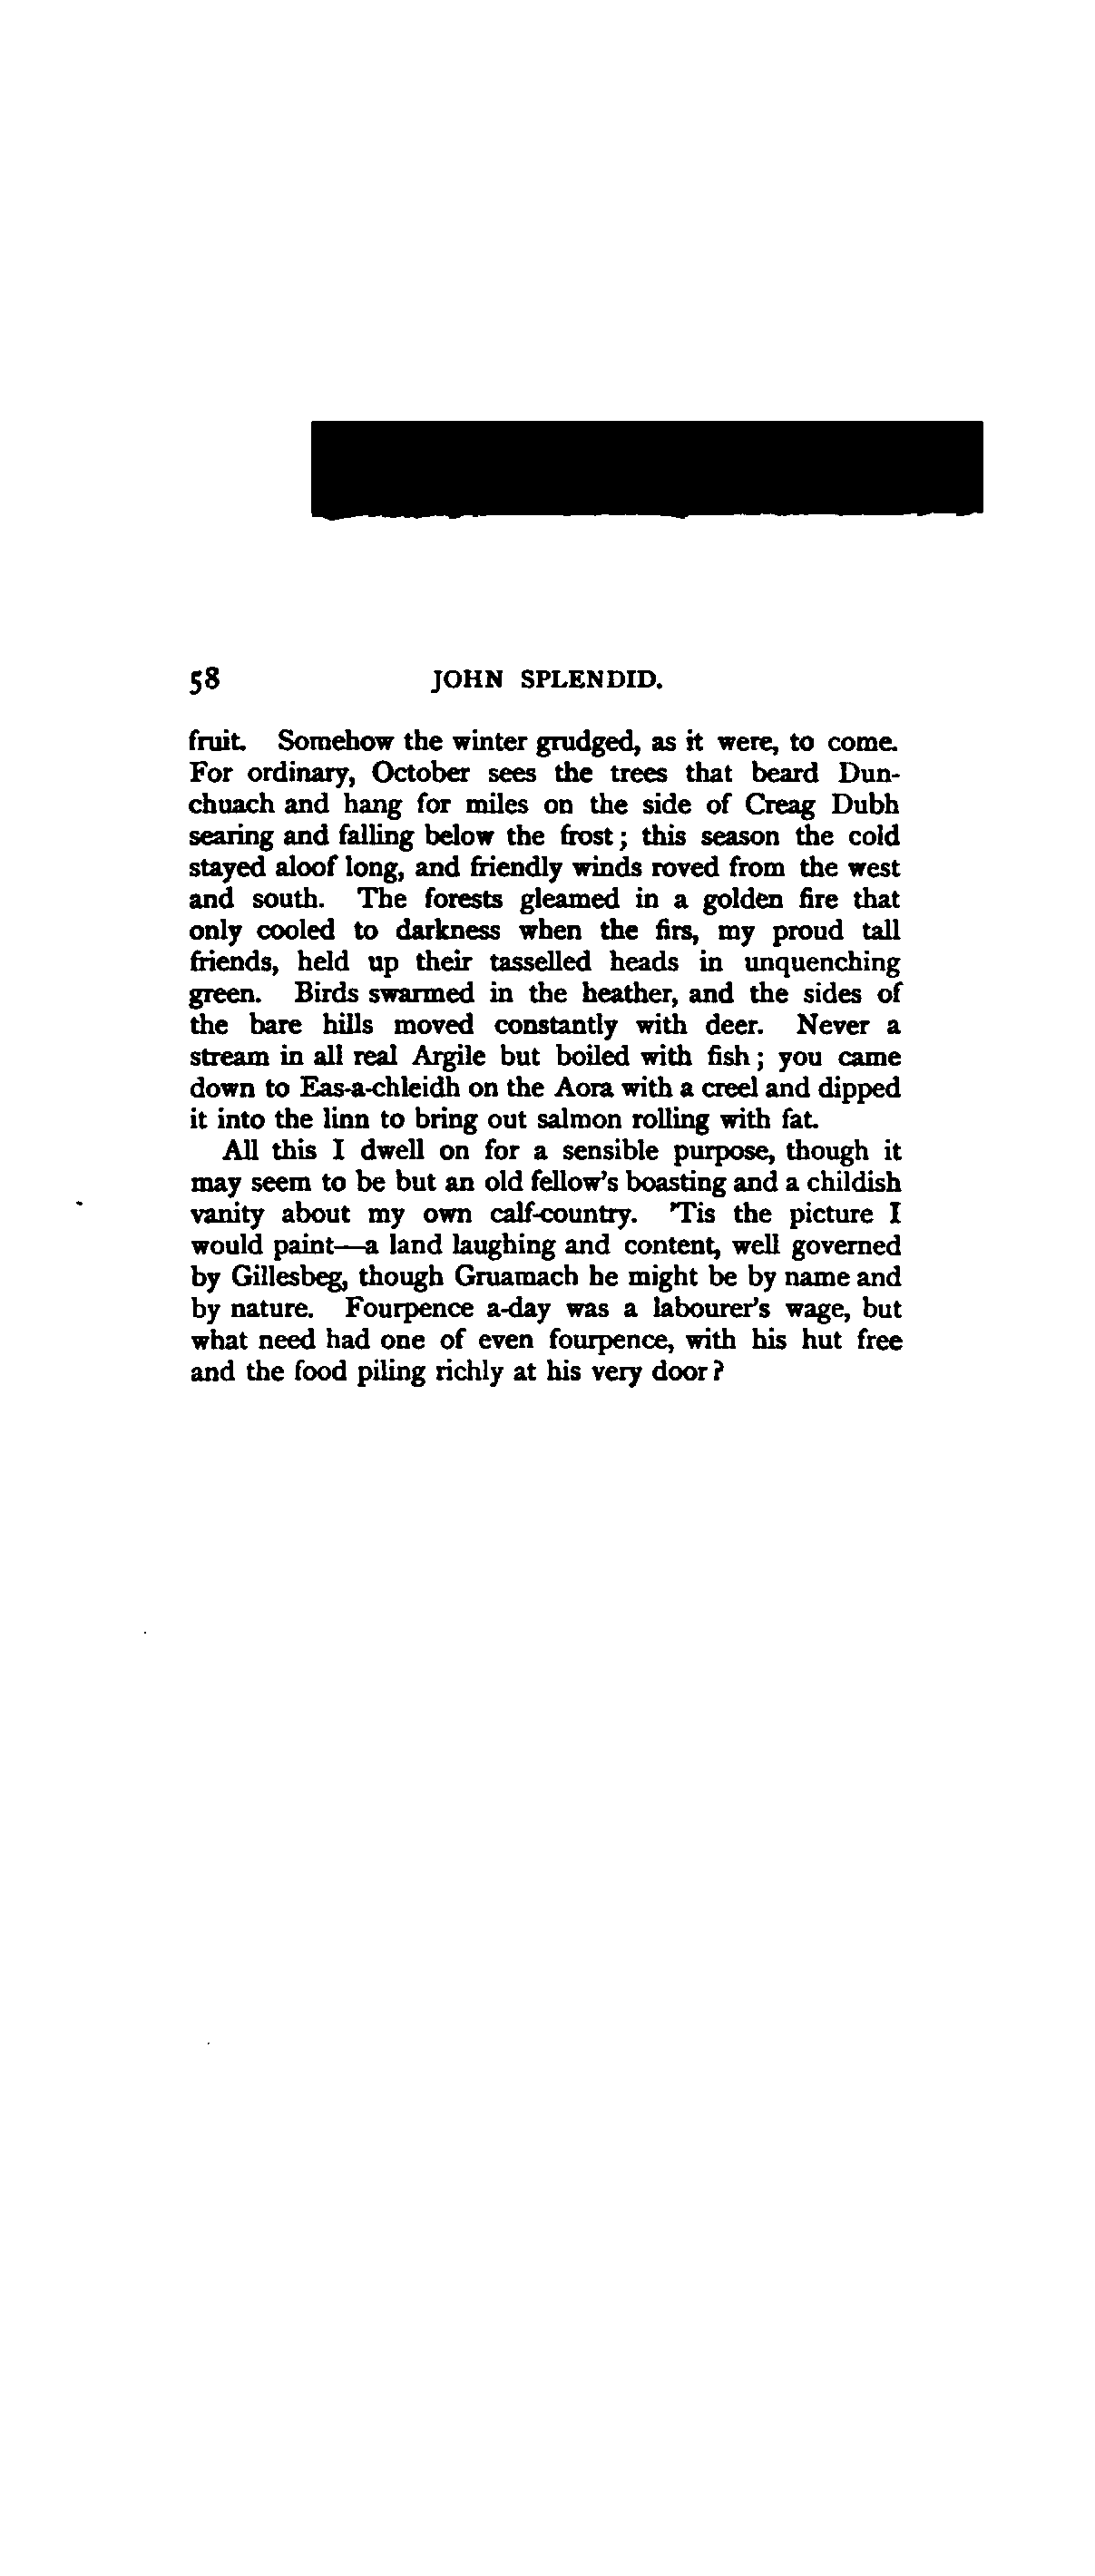 58 JOHN SPLENDID.
fruit. Somehow the winter grudged, as it were, to come.
For ordinary, October sees the trees that beard Dun-
chuach and hang for miles on the side of Creag Dubh
searing and falling below the frost; this season the cold
stayed aloof long, and friendly winds roved from the west
and south. The forests gleamed in a golden fire that
only cooled to darkness when the firs, my proud tall
friends, held up their tasselled heads in unquenching
green. Birds swarmed in the heather, and the sides of
the bare hills moved constantly with deer. Never a
stream in all real Argile but boiled with fish; you came
down to Eas-a-chleidh on the Aora with a creel and dipped
it into the linn to bring out salmon rolling with fat.
All this I dwell on for a sensible purpose, though it
may seem to be but an old fellow's boasting and a childish
vanity about my own calf-country. 'Tis the picture I
would paint—a land laughing and content, well governed
by Gillesbeg, though Gruamach he might be by name and
by nature. Fourpence a-day was a labourer's wage, but
what need had one of even fourpence, with his hut free
and the food piling richly at his very door?